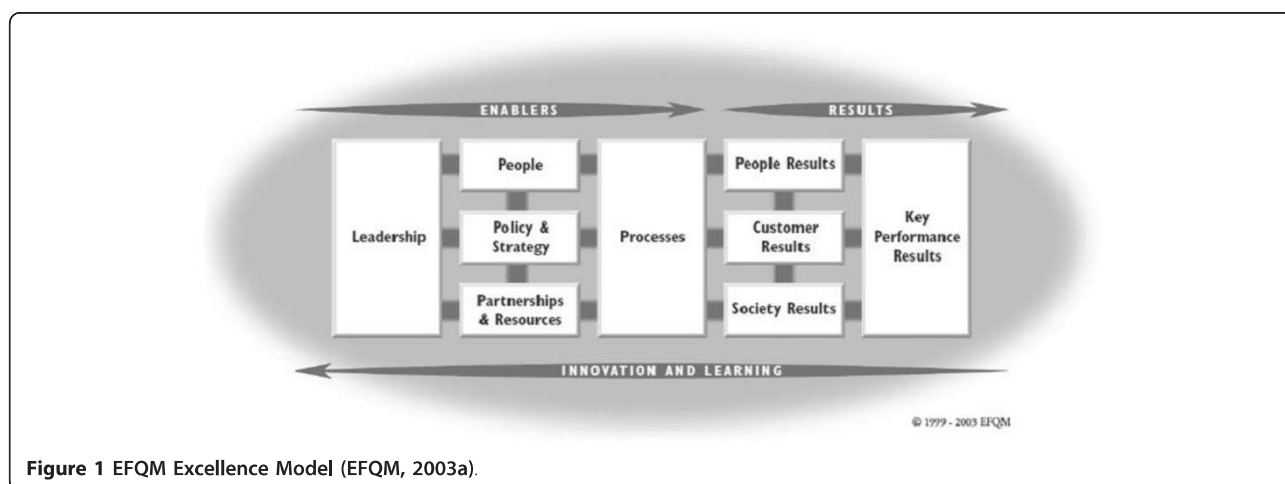 ENABLERS
RESULTS
Leadership
People
Policy &
Strategy
Partnerships
& Resources
Processes
People Results
Customer
Results
Society Results
Key
Performance
Results
INNOVATION AND LEARNING
© 1999 - 2003 EFQM
Figure 1 EFQM Excellence Model (EFQM, 2003a).